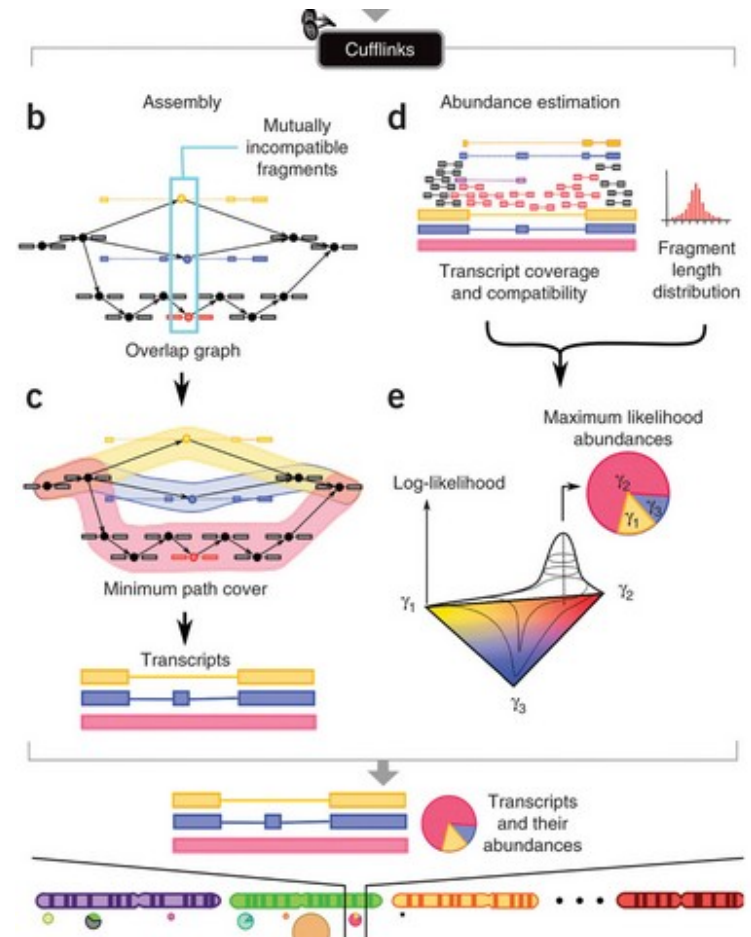 Cufflinks
b
Assembly
Mutually
incompatible
fragments
Overlap graph
c
Minimum path cover
Transcripts
d
Abundance estimation
Transcript coverage
and compatibility
Fragment
length
distribution
e
Maximum likelihood
abundances
γ2
γ3
γ1
Log-likelihood
γ1
γ2
γ3
Transcripts
and their
abundances